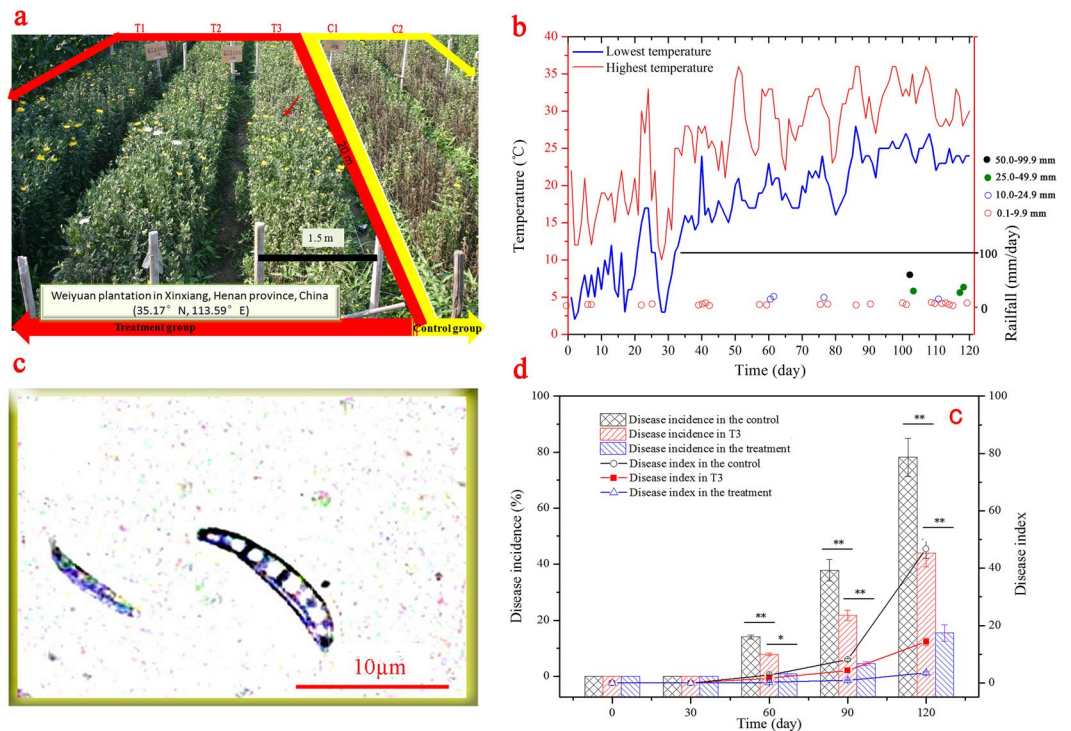 a
T1 T2 T3 C1 C2
20 m
1.5 m
Weiyuan plantation in Xinxiang, Henan province, China
(35.17° N, 113.59° E)
Treatment group
Control group
b
Lowest temperature
Highest temperature
Temperature (℃)
40
35
30
25
20
15
10
5
0
0 10 20 30 40 50 60 70 80 90 100 110 120
Time (day)
100
0
Railfall (mm/day)
50.0-99.9 mm
25.0-49.9 mm
10.0-24.9 mm
0.1-9.9 mm
c
10μm
d
C
Disease incidence in the control
Disease incidence in T3
Disease incidence in the treatment
Disease index in the control
Disease index in T3
Disease index in the treatment
Disease incidence (%)
100
80
60
40
20
0
** * ** ** ** **
0 30 60 90 120
Time (day)
100
80
60
40
20
0
Disease index